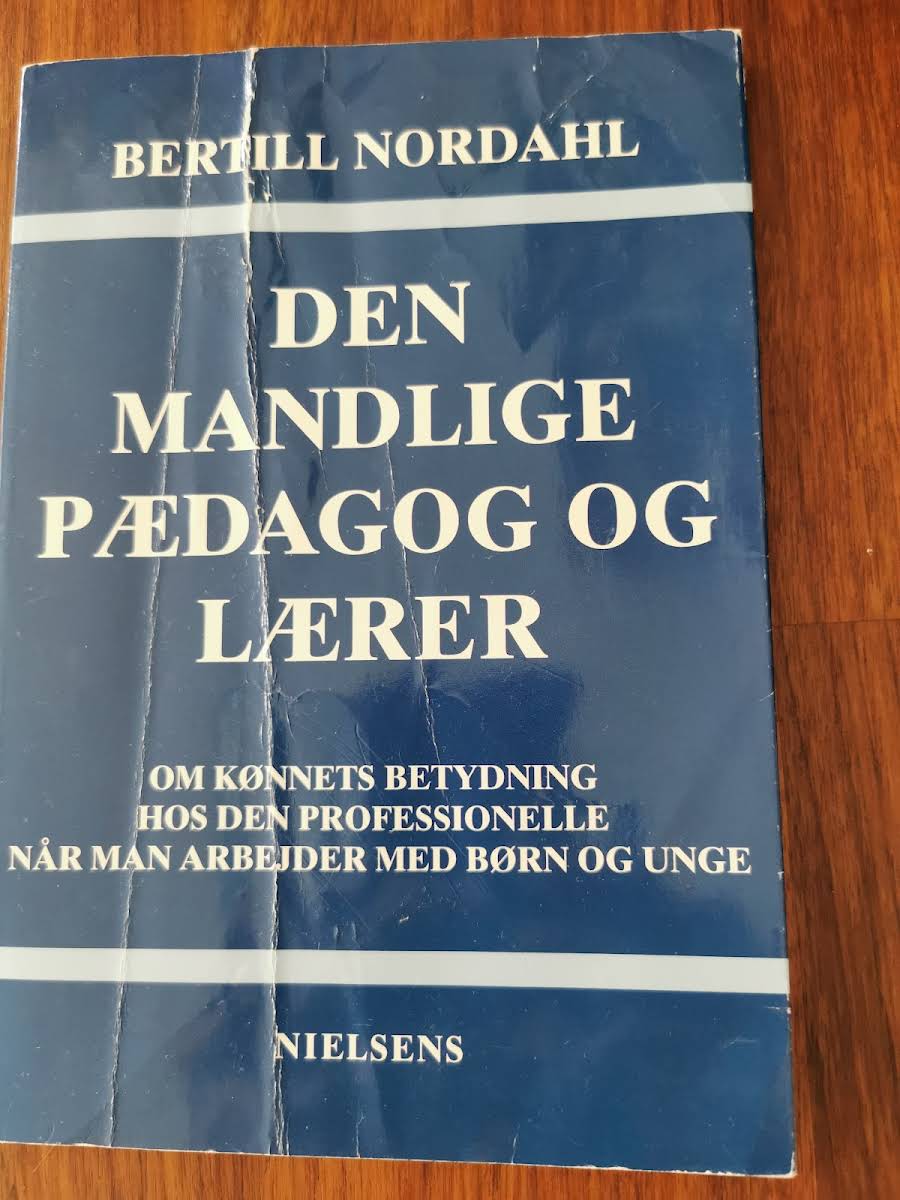 BERTILL NORDAHL
DEN
MANDLIGE
PÆDAGOG OG
LÆRER
OM KØNNETS BETYDNING
HOS DEN PROFESSIONELLE
NÅR MAN ARBEJDER MED BØRN OG UNGE
NIELSENS